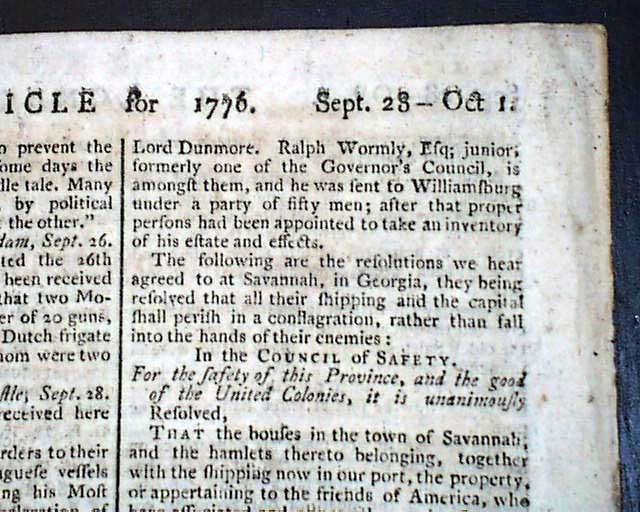 ICLE for 1776. Sept. 28 – Oct 1.
prevent the
ome days the
dle tale. Many
by political
the other."
dam, Sept. 26.
ted the 26th
been received
that two Mo-
er of 20 guns,
Dutch frigate
hom were two
stle, Sept. 28.
received here
rders to their
uguese vessels
ng his Most
Lord Dunmore. Ralph Wormly, Esq; junior,
formerly one of the Governor's Council, is
amongſt them, and he was ſent to Williamſburg
under a party of fifty men; after that proper
perſons had been appointed to take an inventory
of his eſtate and effects.
The following are the reſolutions we hear
agreed to at Savannah, in Georgia, they being
reſolved that all their ſhipping and the capital
ſhall periſh in a conflagration, rather than fall
into the hands of their enemies:
In the COUNCIL of SAFETY.
For the ſafety of this Province, and the good
of the United Colonies, it is unanimouſly
Reſolved,
THAT the houſes in the town of Savannah,
and the hamlets thereto belonging, together
with the ſhipping now in our port, the property,
or appertaining to the friends of America, who
have aſſociated and